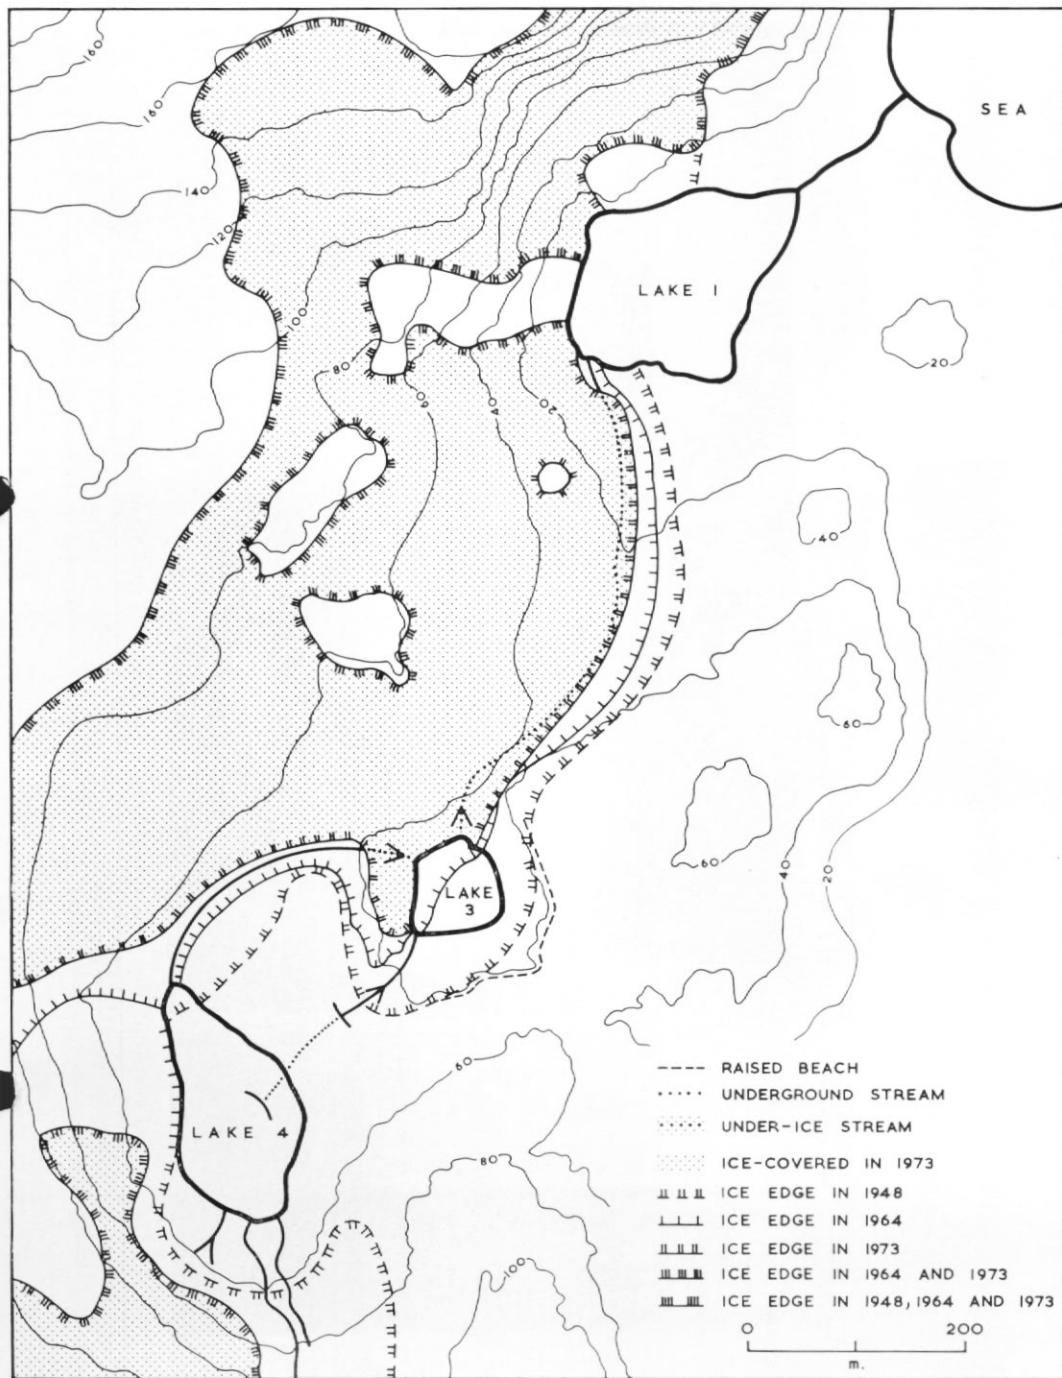 160
160
SEA
140
120
LAKE 1
100
20
80
60
40
20
40
60
60
40
20
LAKE
3
60
LAKE 4
80
100
RAISED BEACH
UNDERGROUND STREAM
UNDER-ICE STREAM
ICE-COVERED IN 1973
ICE EDGE IN 1948
ICE EDGE IN 1964
ICE EDGE IN 1973
ICE EDGE IN 1964 AND 1973
ICE EDGE IN 1948, 1964 AND 1973
0 200
m.